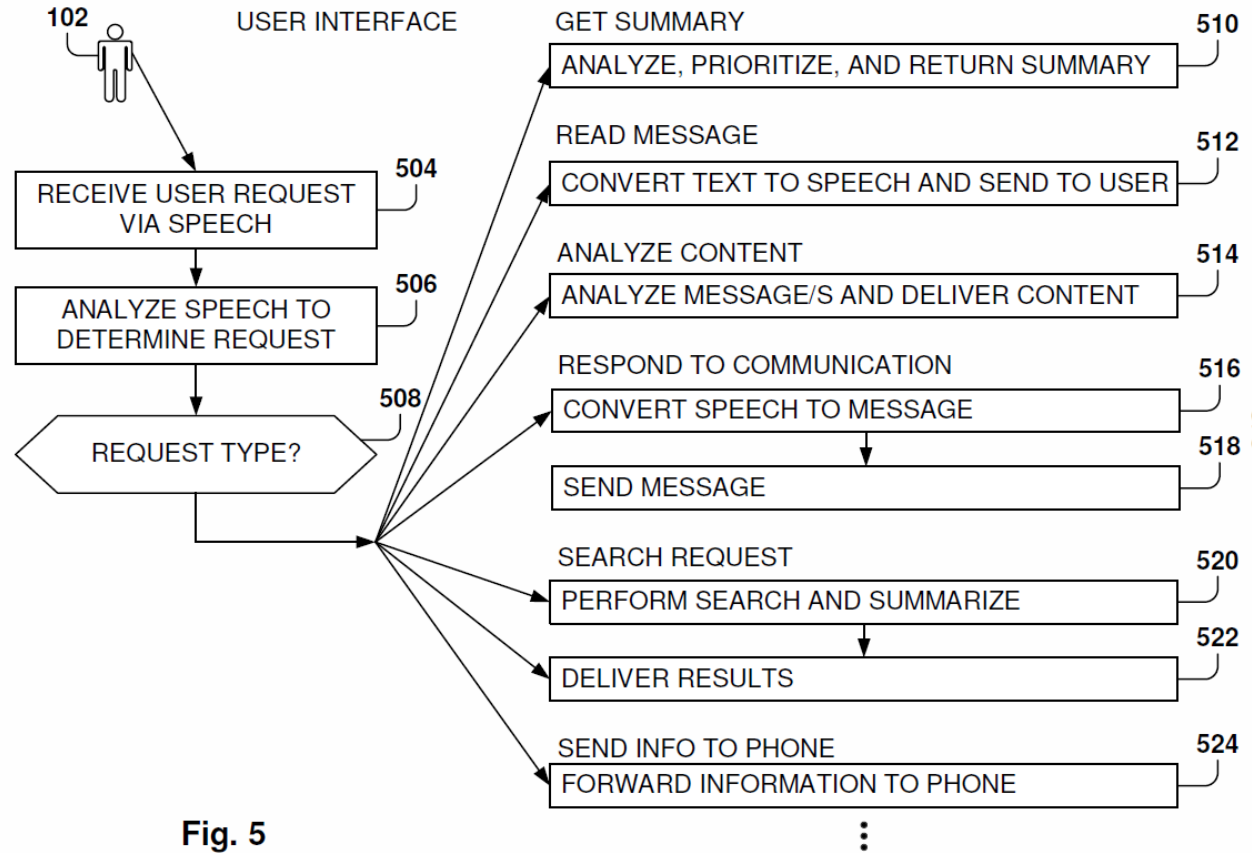 102
USER INTERFACE
504
RECEIVE USER REQUEST
VIA SPEECH
506
ANALYZE SPEECH TO
DETERMINE REQUEST
508
REQUEST TYPE?
GET SUMMARY
510
ANALYZE, PRIORITIZE, AND RETURN SUMMARY
READ MESSAGE
512
CONVERT TEXT TO SPEECH AND SEND TO USER
ANALYZE CONTENT
514
ANALYZE MESSAGE/S AND DELIVER CONTENT
RESPOND TO COMMUNICATION
516
CONVERT SPEECH TO MESSAGE
518
SEND MESSAGE
SEARCH REQUEST
520
PERFORM SEARCH AND SUMMARIZE
522
DELIVER RESULTS
SEND INFO TO PHONE
524
FORWARD INFORMATION TO PHONE
Fig. 5